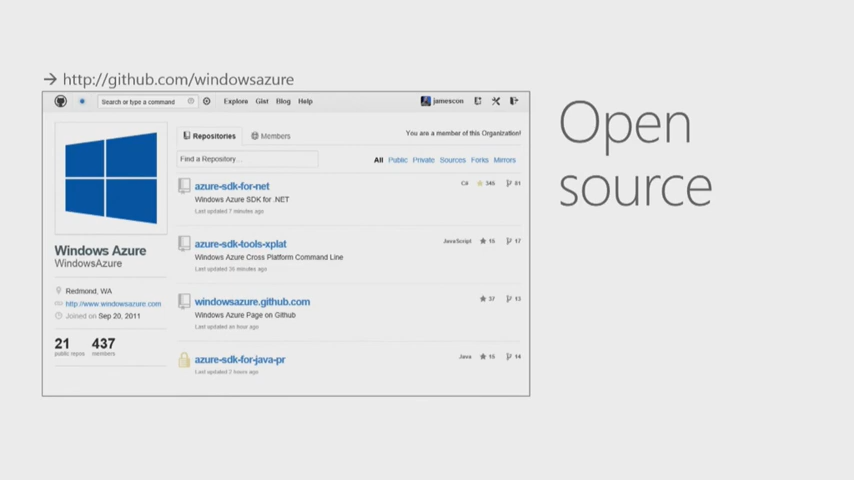 → http://github.com/windowsazure
Open
source
Search or type a command
Explore Gist Blog Help
jamescon
Repositories
Members
You are a member of this Organization!
Find a Repository...
All Public Private Sources Forks Mirrors
azure-sdk-for-net
C# 346 81
Windows Azure SDK for .NET
Last updated 7 minutes ago
azure-sdk-tools-xplat
JavaScript 16 17
Windows Azure Cross Platform Command Line
Last updated 36 minutes ago
windowsazure.github.com
37 13
Windows Azure Page on Github
Last updated an hour ago
azure-sdk-for-java-pr
Java 15 14
Last updated 2 hours ago
Windows Azure
WindowsAzure
Redmond, WA
http://www.windowsazure.com
Joined on Sep 20, 2011
21 437
public repos members